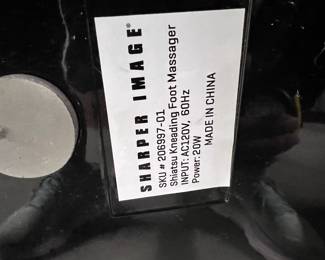 SHARPER IMAGE®
SKU # 206997-01
Shiatsu Kneading Foot Massager
INPUT: AC120V, 60Hz
Power: 20W
MADE IN CHINA